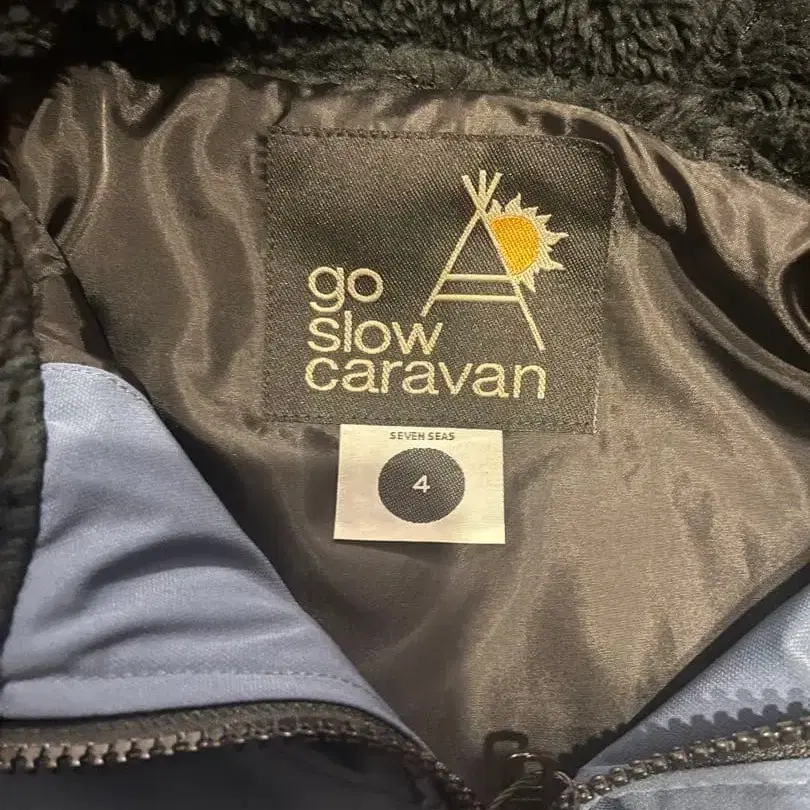 go
slow
caravan
SEVEN SEAS
4